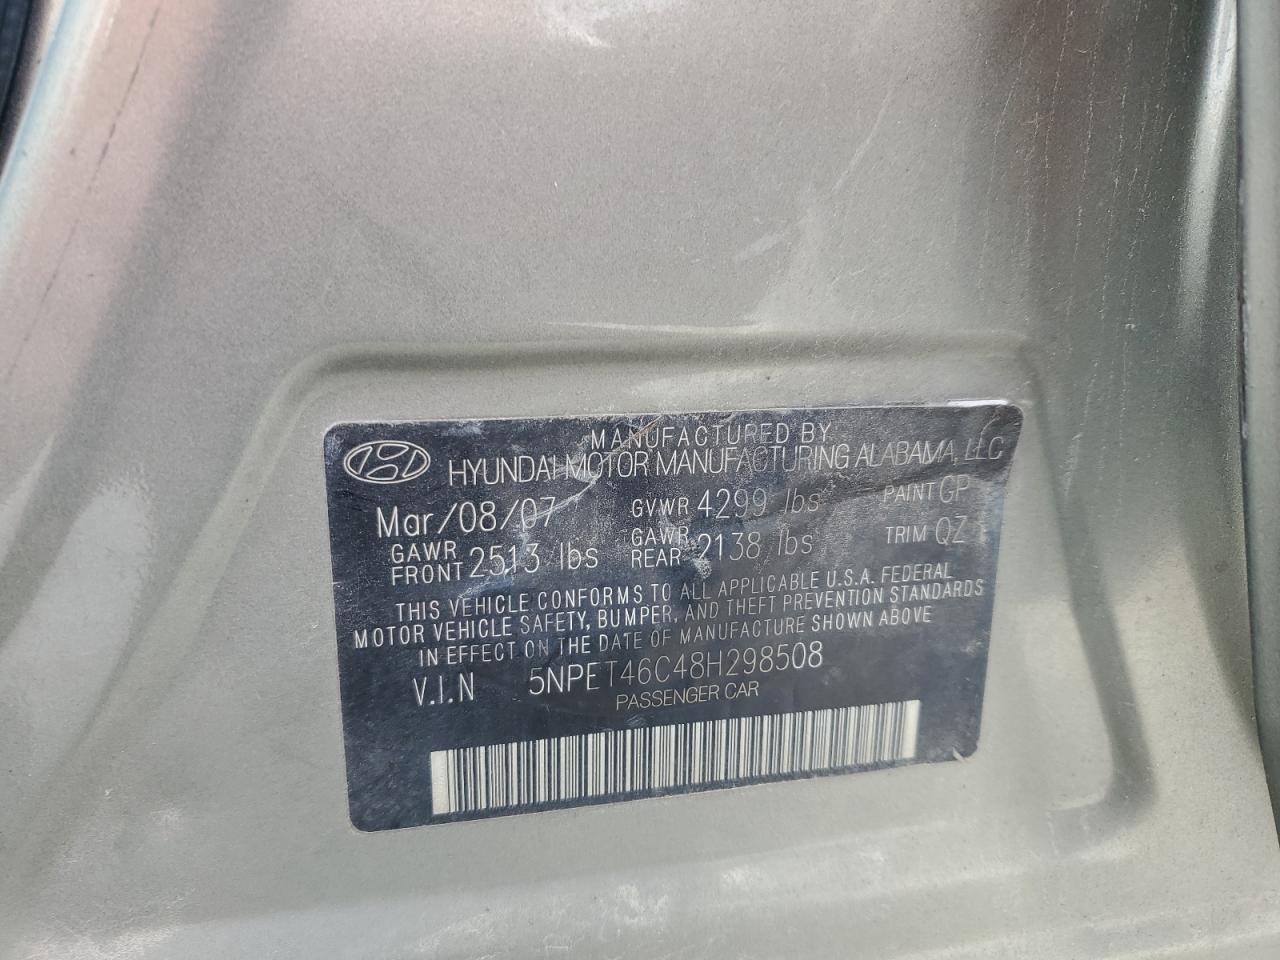 MANUFACTURED BY
HYUNDAI MOTOR MANUFACTURING ALABAMA, LLC
Mar/08/07 GVWR 4299 lbs PAINT GP
GAWR FRONT 2513 lbs GAWR REAR 2138 lbs TRIM QZ
THIS VEHICLE CONFORMS TO ALL APPLICABLE U.S.A. FEDERAL
MOTOR VEHICLE SAFETY, BUMPER, AND THEFT PREVENTION STANDARDS
IN EFFECT ON THE DATE OF MANUFACTURE SHOWN ABOVE
V.I.N 5NPET46C48H298508
PASSENGER CAR